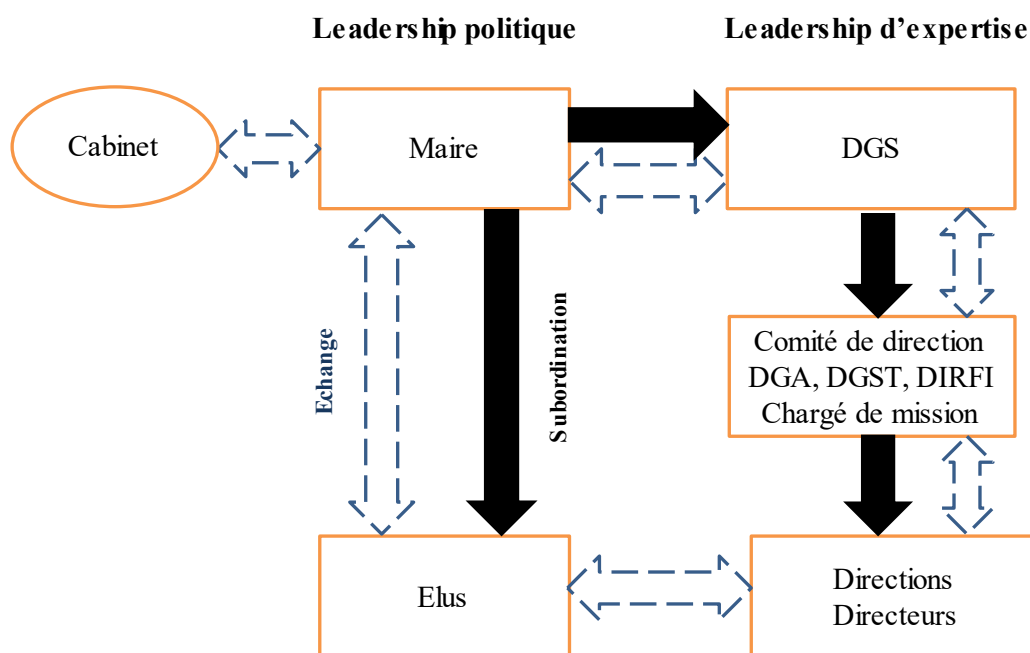 Leadership politique
Leadership d’expertise
Cabinet
Maire
DGS
Echange
Subordination
Comité de direction
DGA, DGST, DIRFI
Chargé de mission
Elus
Directions
Directeurs